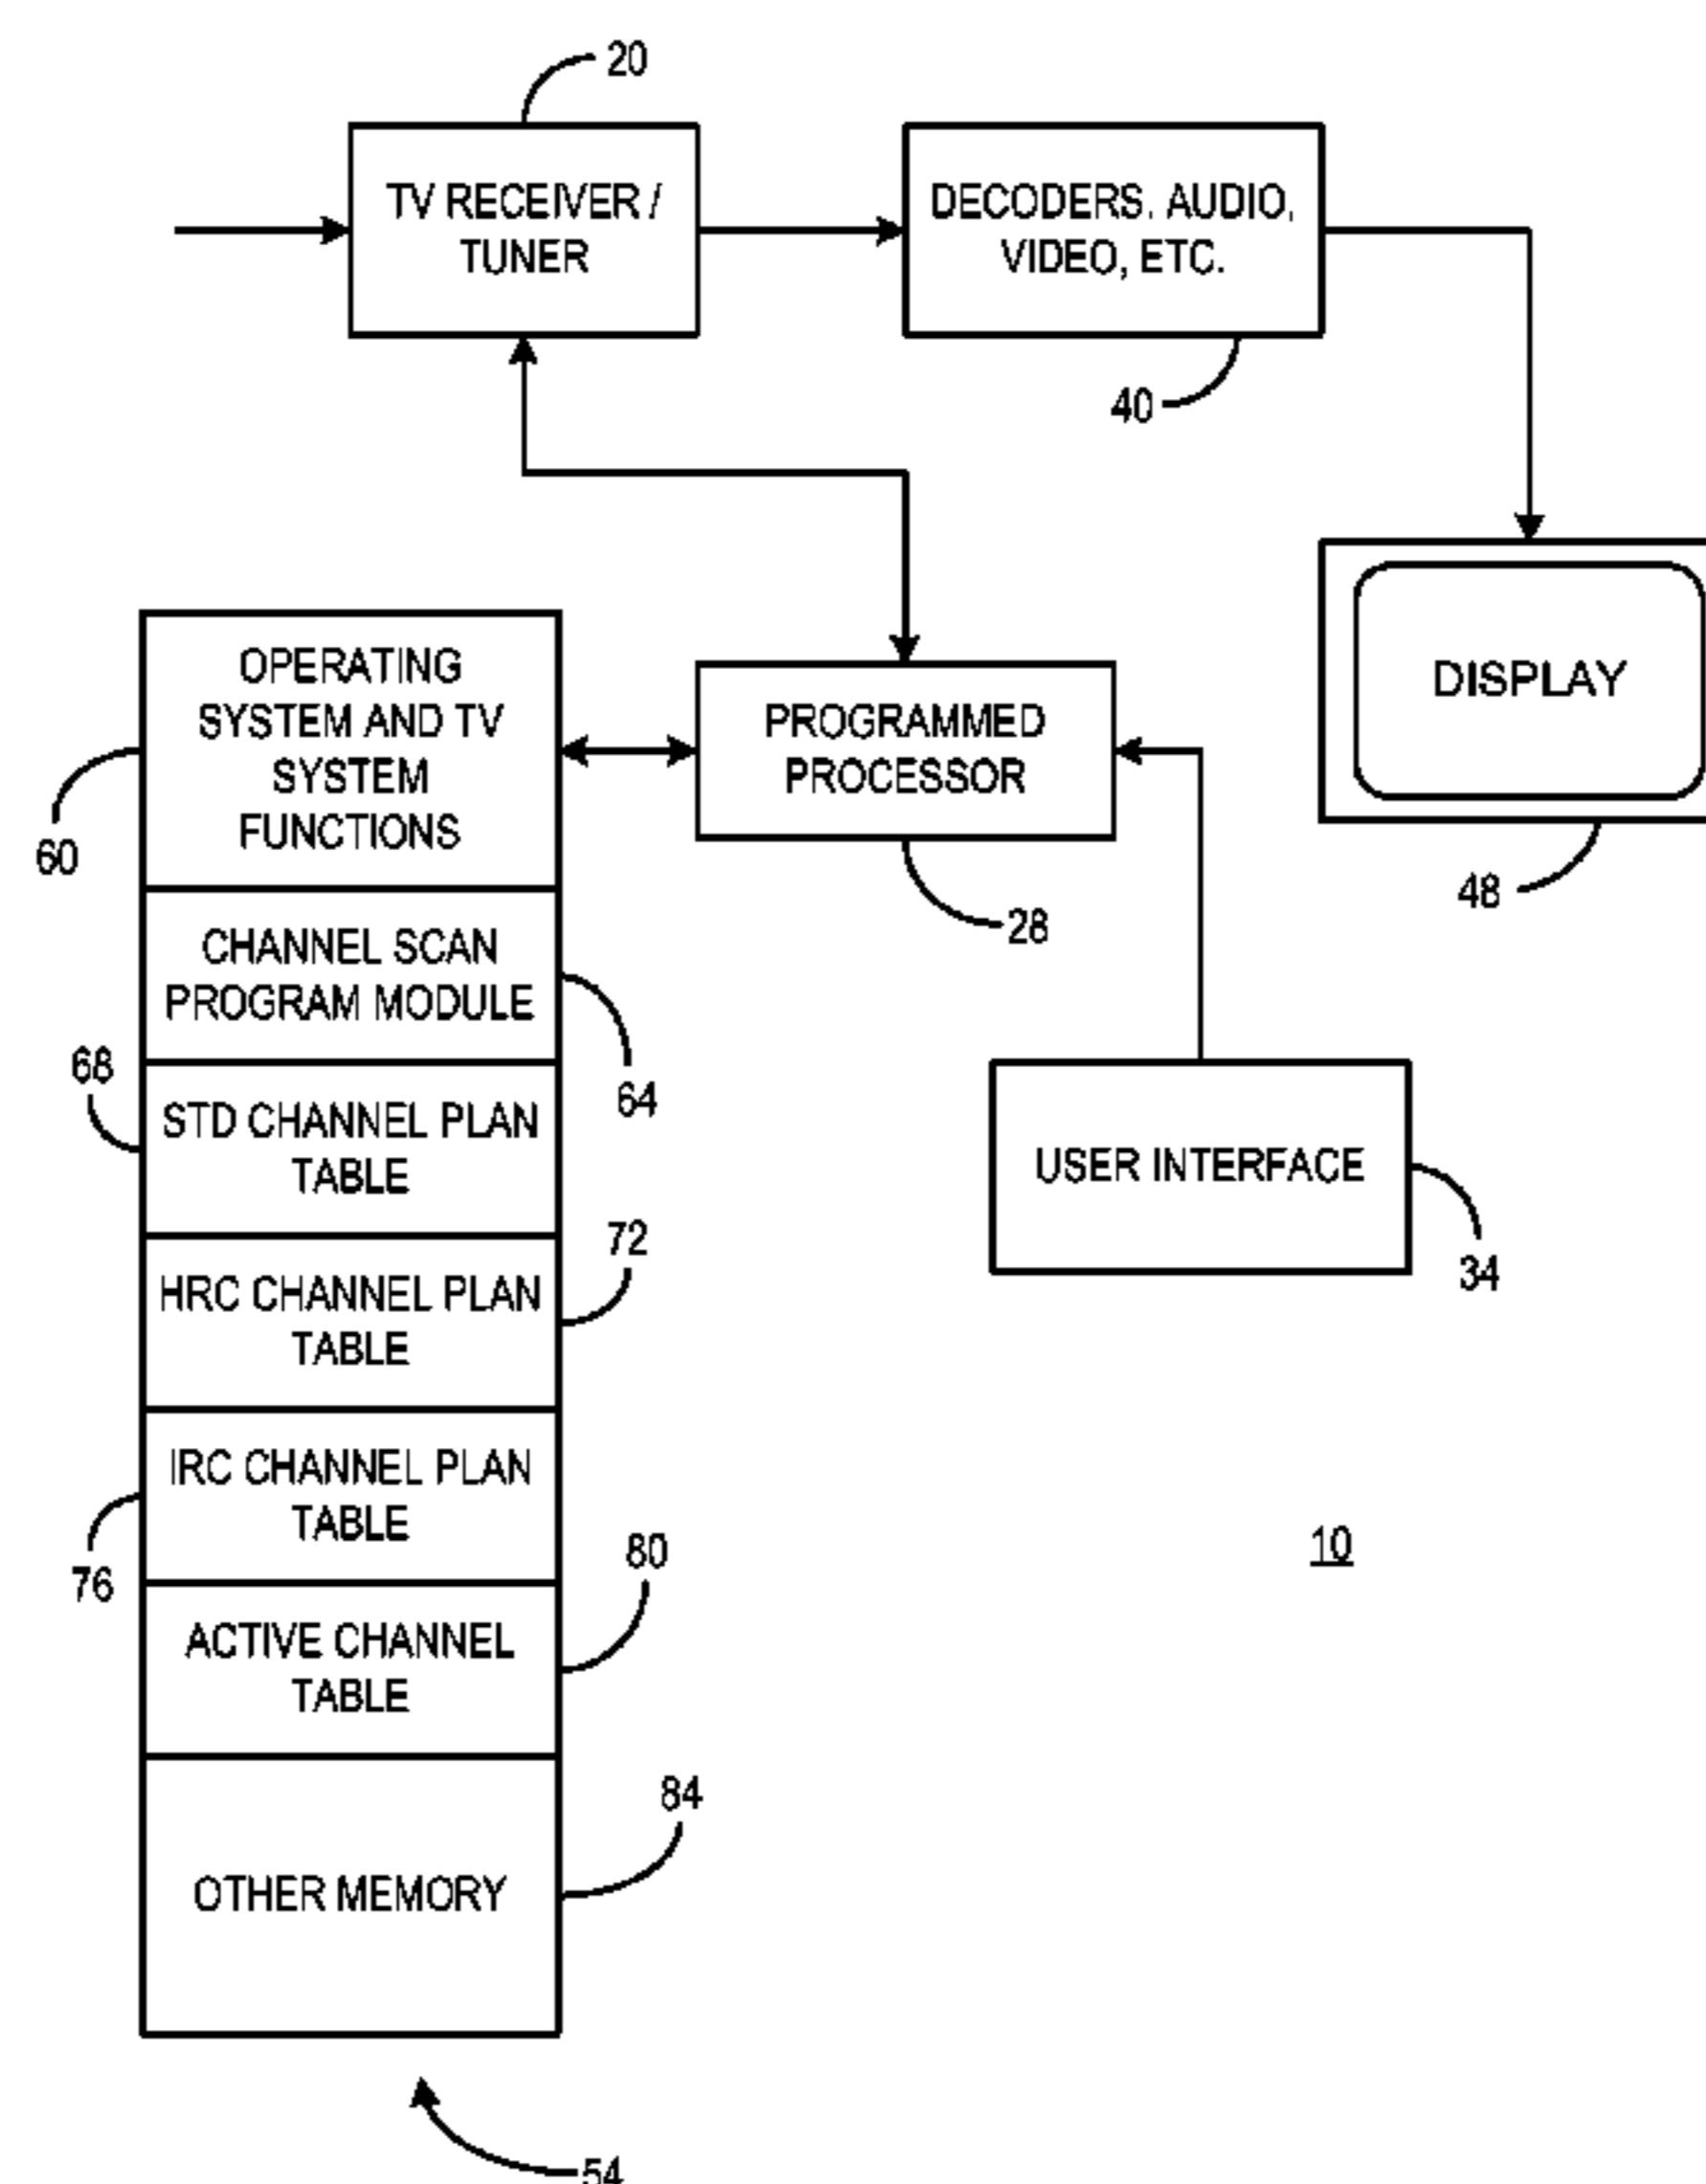 20
TV RECEIVER /
TUNER
DECODERS, AUDIO,
VIDEO, ETC.
40
OPERATING
SYSTEM AND TV
SYSTEM
FUNCTIONS
60
PROGRAMMED
PROCESSOR
28
DISPLAY
48
CHANNEL SCAN
PROGRAM MODULE
64
68
STD CHANNEL PLAN
TABLE
USER INTERFACE
34
72
HRC CHANNEL PLAN
TABLE
IRC CHANNEL PLAN
TABLE
76
10
80
ACTIVE CHANNEL
TABLE
84
OTHER MEMORY
54